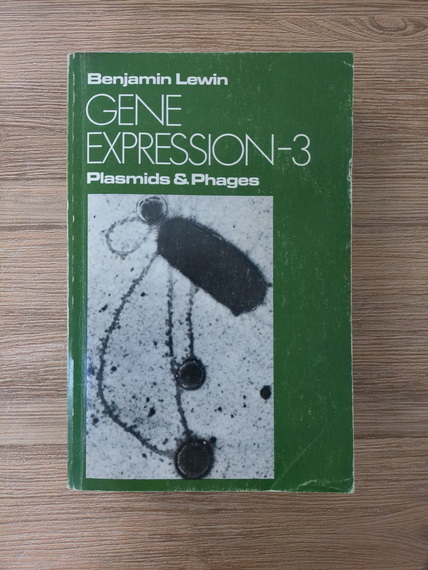 Benjamin Lewin
GENE
EXPRESSION-3
Plasmids & Phages